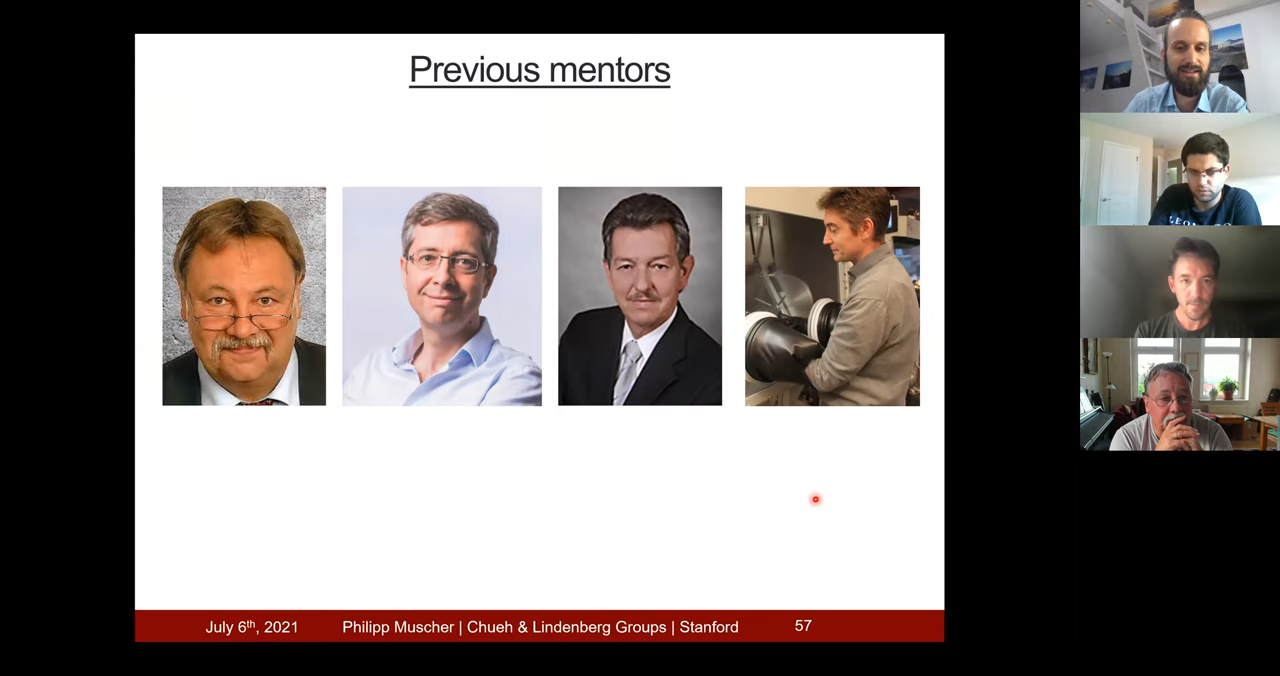 Previous mentors
July 6th, 2021 Philipp Muscher | Chueh & Lindenberg Groups | Stanford 57